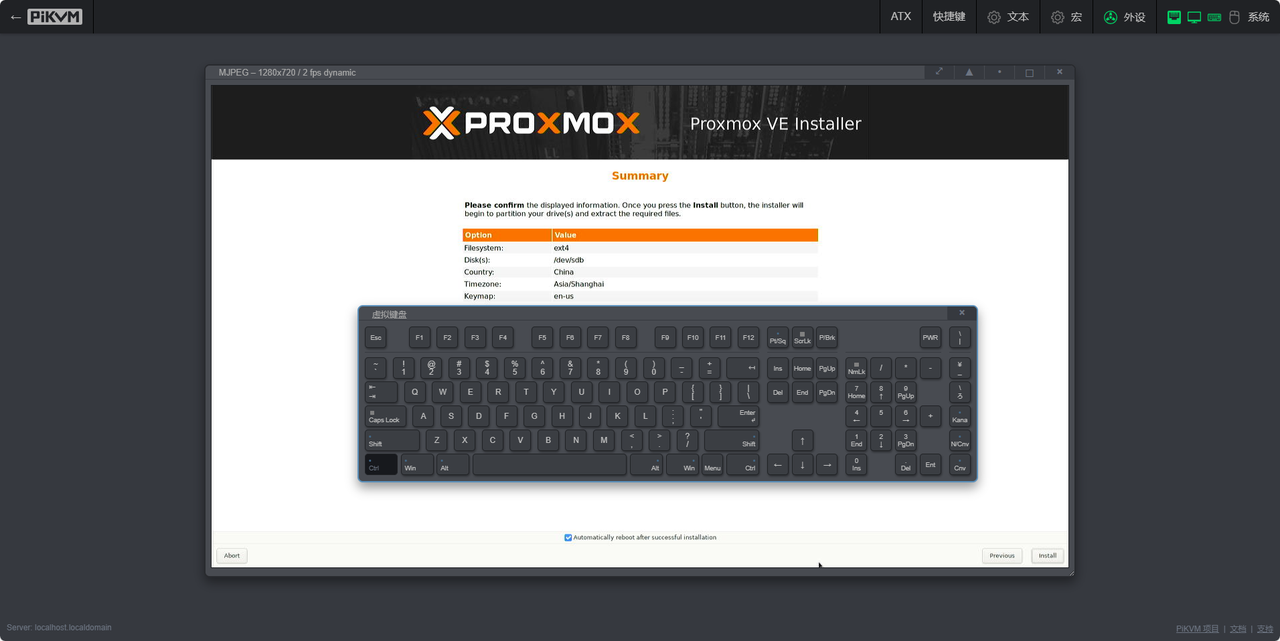 ← PiKVM ATX 快捷键 文本 宏 外设 系统
MJPEG – 1280x720 / 2 fps dynamic
PROXMOX Proxmox VE Installer
Summary
Please confirm the displayed information. Once you press the Install button, the installer will
begin to partition your drive(s) and extract the required files.
Option Value
Filesystem: ext4
Disk(s): /dev/sdb
Country: China
Timezone: Asia/Shanghai
Keymap: en-us
虚拟键盘
Esc F1 F2 F3 F4 F5 F6 F7 F8 F9 F10 F11 F12 Pt/Sq ScrLk P/Brk PWR \ |
~ ` ! 1 @ 2 # 3 $ 4 % 5 ^ 6 & 7 * 8 ( 9 ) 0 _ - + = ↤ Ins Home PgUp NmLk / * - ¥ _
⇤ ⇥ Q W E R T Y U I O P { [ } ] | \ Del End PgDn 7 Home 8 ↑ 9 PgUp \ ろ
Caps Lock A S D F G H J K L : ; " ' Enter ↵ 4 ← 5 6 → + Kana
Shift Z X C V B N M < , > . ? / Shift ↑ 1 End 2 ↓ 3 PgDn N/Cnv
Ctrl Win Alt Alt Win Menu Ctrl ← ↓ → 0 Ins Del Ent Cnv
Automatically reboot after successful installation
Abort Previous Install
Server: localhost.localdomain PiKVM 项目 | 文档 | 支持